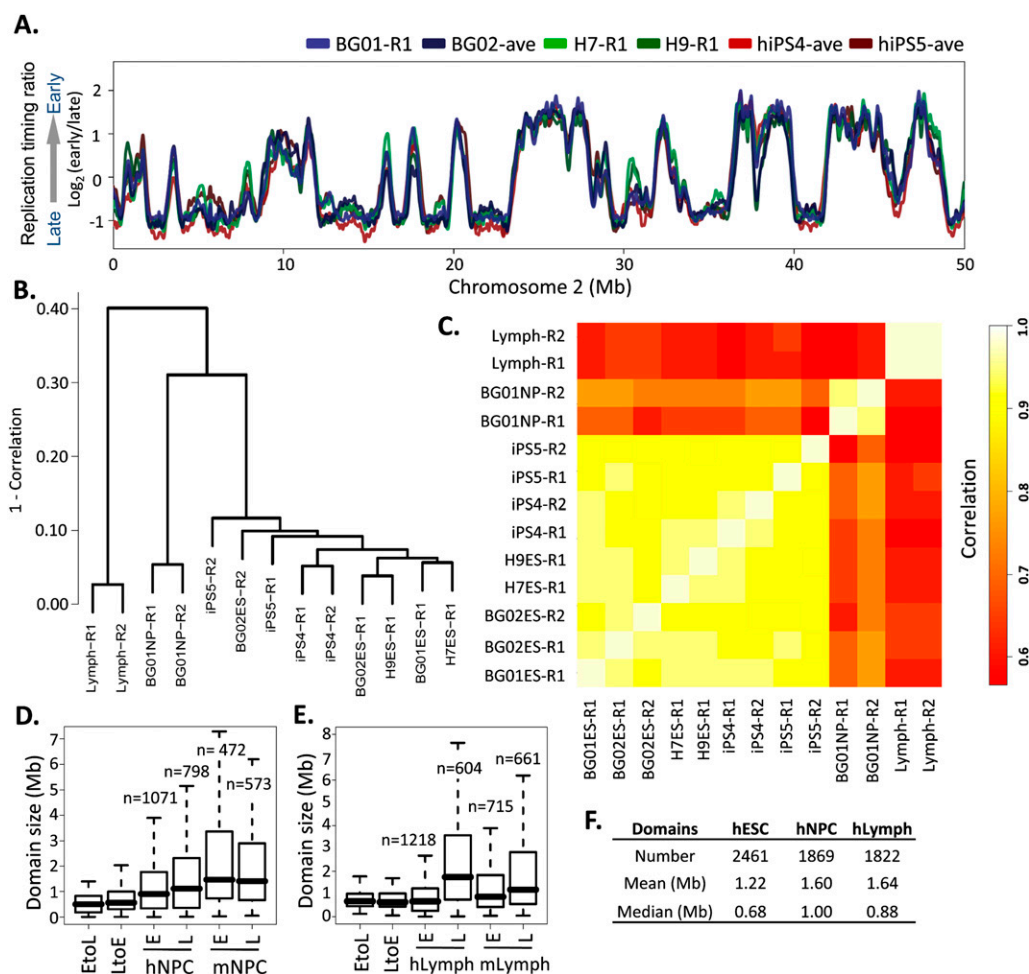 A.
BG01-R1 BG02-ave H7-R1 H9-R1 hiPS4-ave hiPS5-ave
Replication timing ratio
Late Early
Log2 (early/late)
2
1
0
-1
0 10 20 30 40 50
Chromosome 2 (Mb)
B.
1 - Correlation
0.40
0.30
0.20
0.10
0.00
Lymph-R1
Lymph-R2
BG01NP-R1
BG01NP-R2
iPS5-R2
BG02ES-R2
iPS5-R1
iPS4-R1
iPS4-R2
BG02ES-R1
H9ES-R1
BG01ES-R1
H7ES-R1
C.
Lymph-R2
Lymph-R1
BG01NP-R2
BG01NP-R1
iPS5-R2
iPS5-R1
iPS4-R2
iPS4-R1
H9ES-R1
H7ES-R1
BG02ES-R2
BG02ES-R1
BG01ES-R1
BG01ES-R1
BG02ES-R1
BG02ES-R2
H7ES-R1
H9ES-R1
iPS4-R1
iPS4-R2
iPS5-R1
iPS5-R2
BG01NP-R1
BG01NP-R2
Lymph-R1
Lymph-R2
Correlation
1.0
0.9
0.8
0.7
0.6
D.
Domain size (Mb)
7
6
5
4
3
2
1
0
n=1071
n=798
n= 472
n=573
EtoL LtoE E L E L
hNPC mNPC
E.
Domain size (Mb)
8
6
4
2
1
0
n=1218
n=604
n=715
n=661
EtoL LtoE E L E L
hLymph mLymph
F.
Domains hESC hNPC hLymph
Number 2461 1869 1822
Mean (Mb) 1.22 1.60 1.64
Median (Mb) 0.68 1.00 0.88